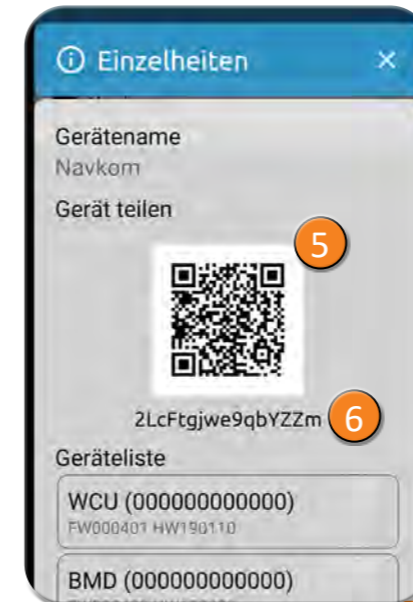 Einzelheiten
Gerätename
Navkom
Gerät teilen
5
2LcFtgjwe9qbYZZm
6
Geräteliste
WCU (000000000000)
FW000401 HW190110
BMD (000000000000)